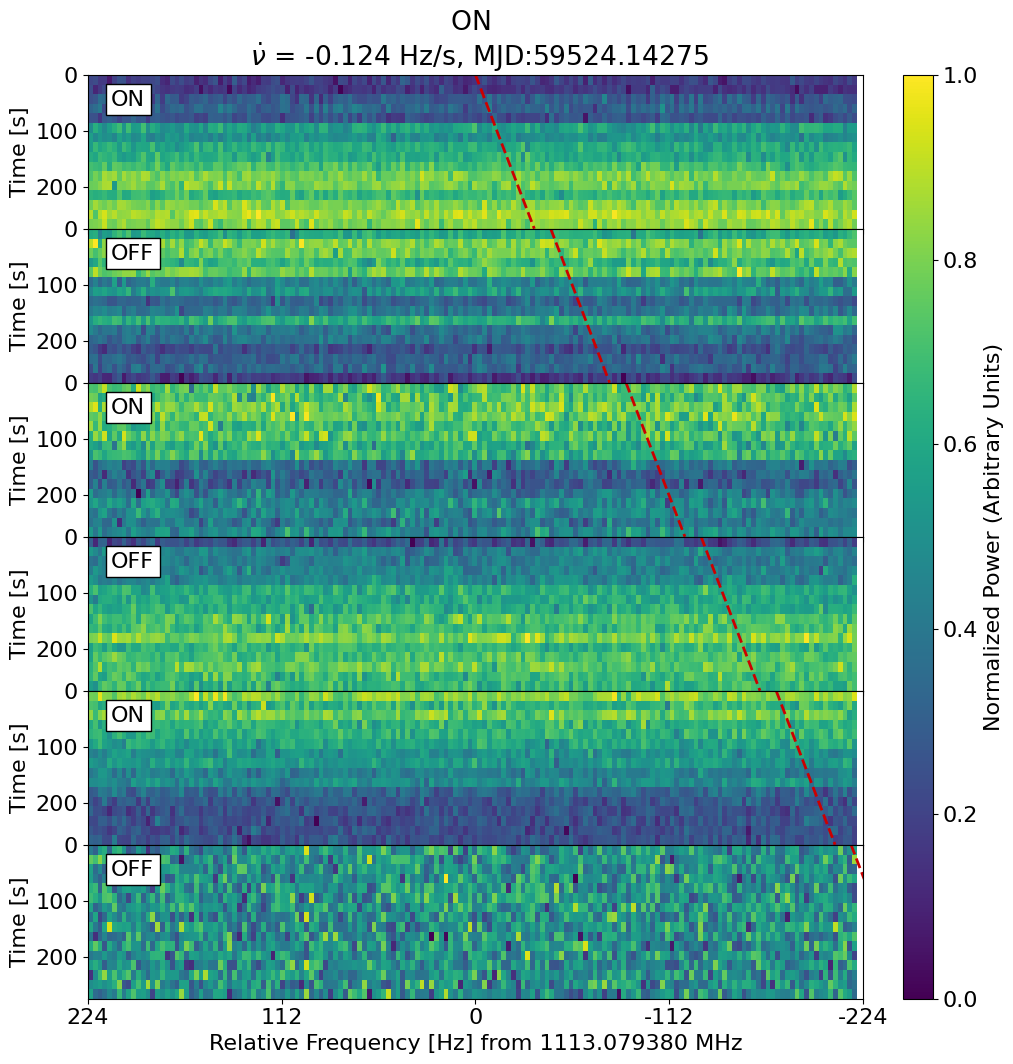 ON
ν̇ = -0.124 Hz/s, MJD:59524.14275
0
ON
100
200
Time [s]
0
OFF
100
200
Time [s]
0
ON
100
200
Time [s]
0
OFF
100
200
Time [s]
0
ON
100
200
Time [s]
0
OFF
100
200
Time [s]
224 112 0 -112 -224
Relative Frequency [Hz] from 1113.079380 MHz
1.0
0.8
0.6
0.4
0.2
0.0
Normalized Power (Arbitrary Units)